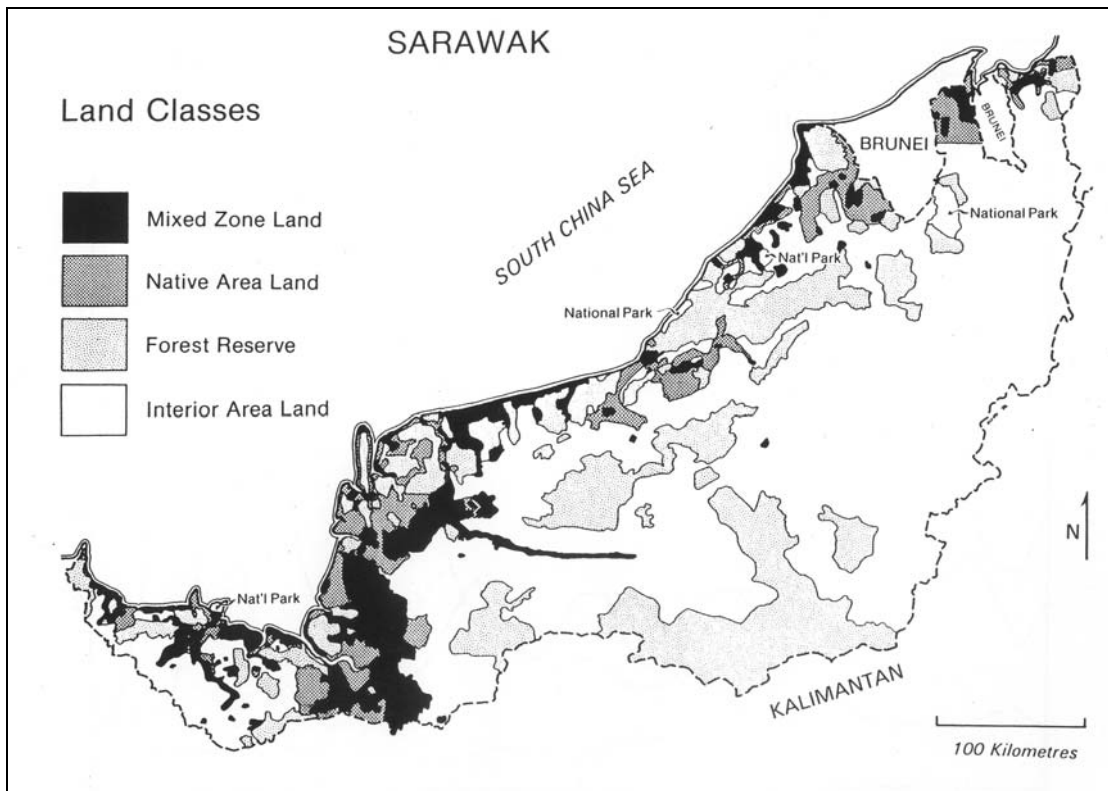 SARAWAK
Land Classes
Mixed Zone Land
Native Area Land
Forest Reserve
Interior Area Land
SOUTH CHINA SEA
BRUNEI
BRUNEI
National Park
Nat'l Park
National Park
Nat'l Park
N
KALIMANTAN
100 Kilometres